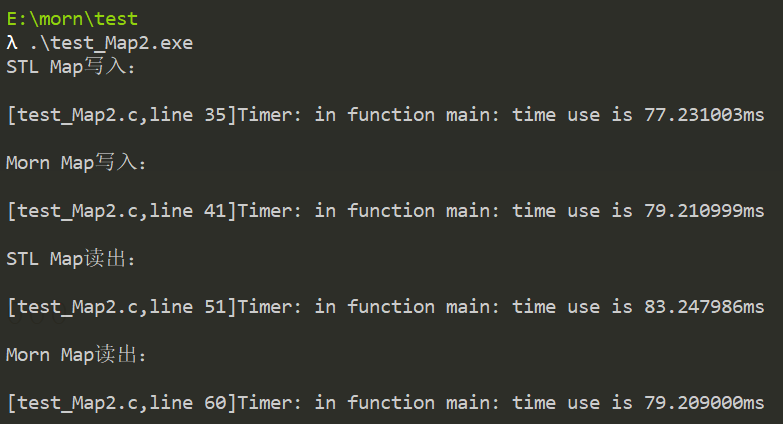 E:\morn\test
λ .\test_Map2.exe
STL Map写入：
[test_Map2.c,line 35]Timer: in function main: time use is 77.231003ms
Morn Map写入：
[test_Map2.c,line 41]Timer: in function main: time use is 79.210999ms
STL Map读出：
[test_Map2.c,line 51]Timer: in function main: time use is 83.247986ms
Morn Map读出：
[test_Map2.c,line 60]Timer: in function main: time use is 79.209000ms